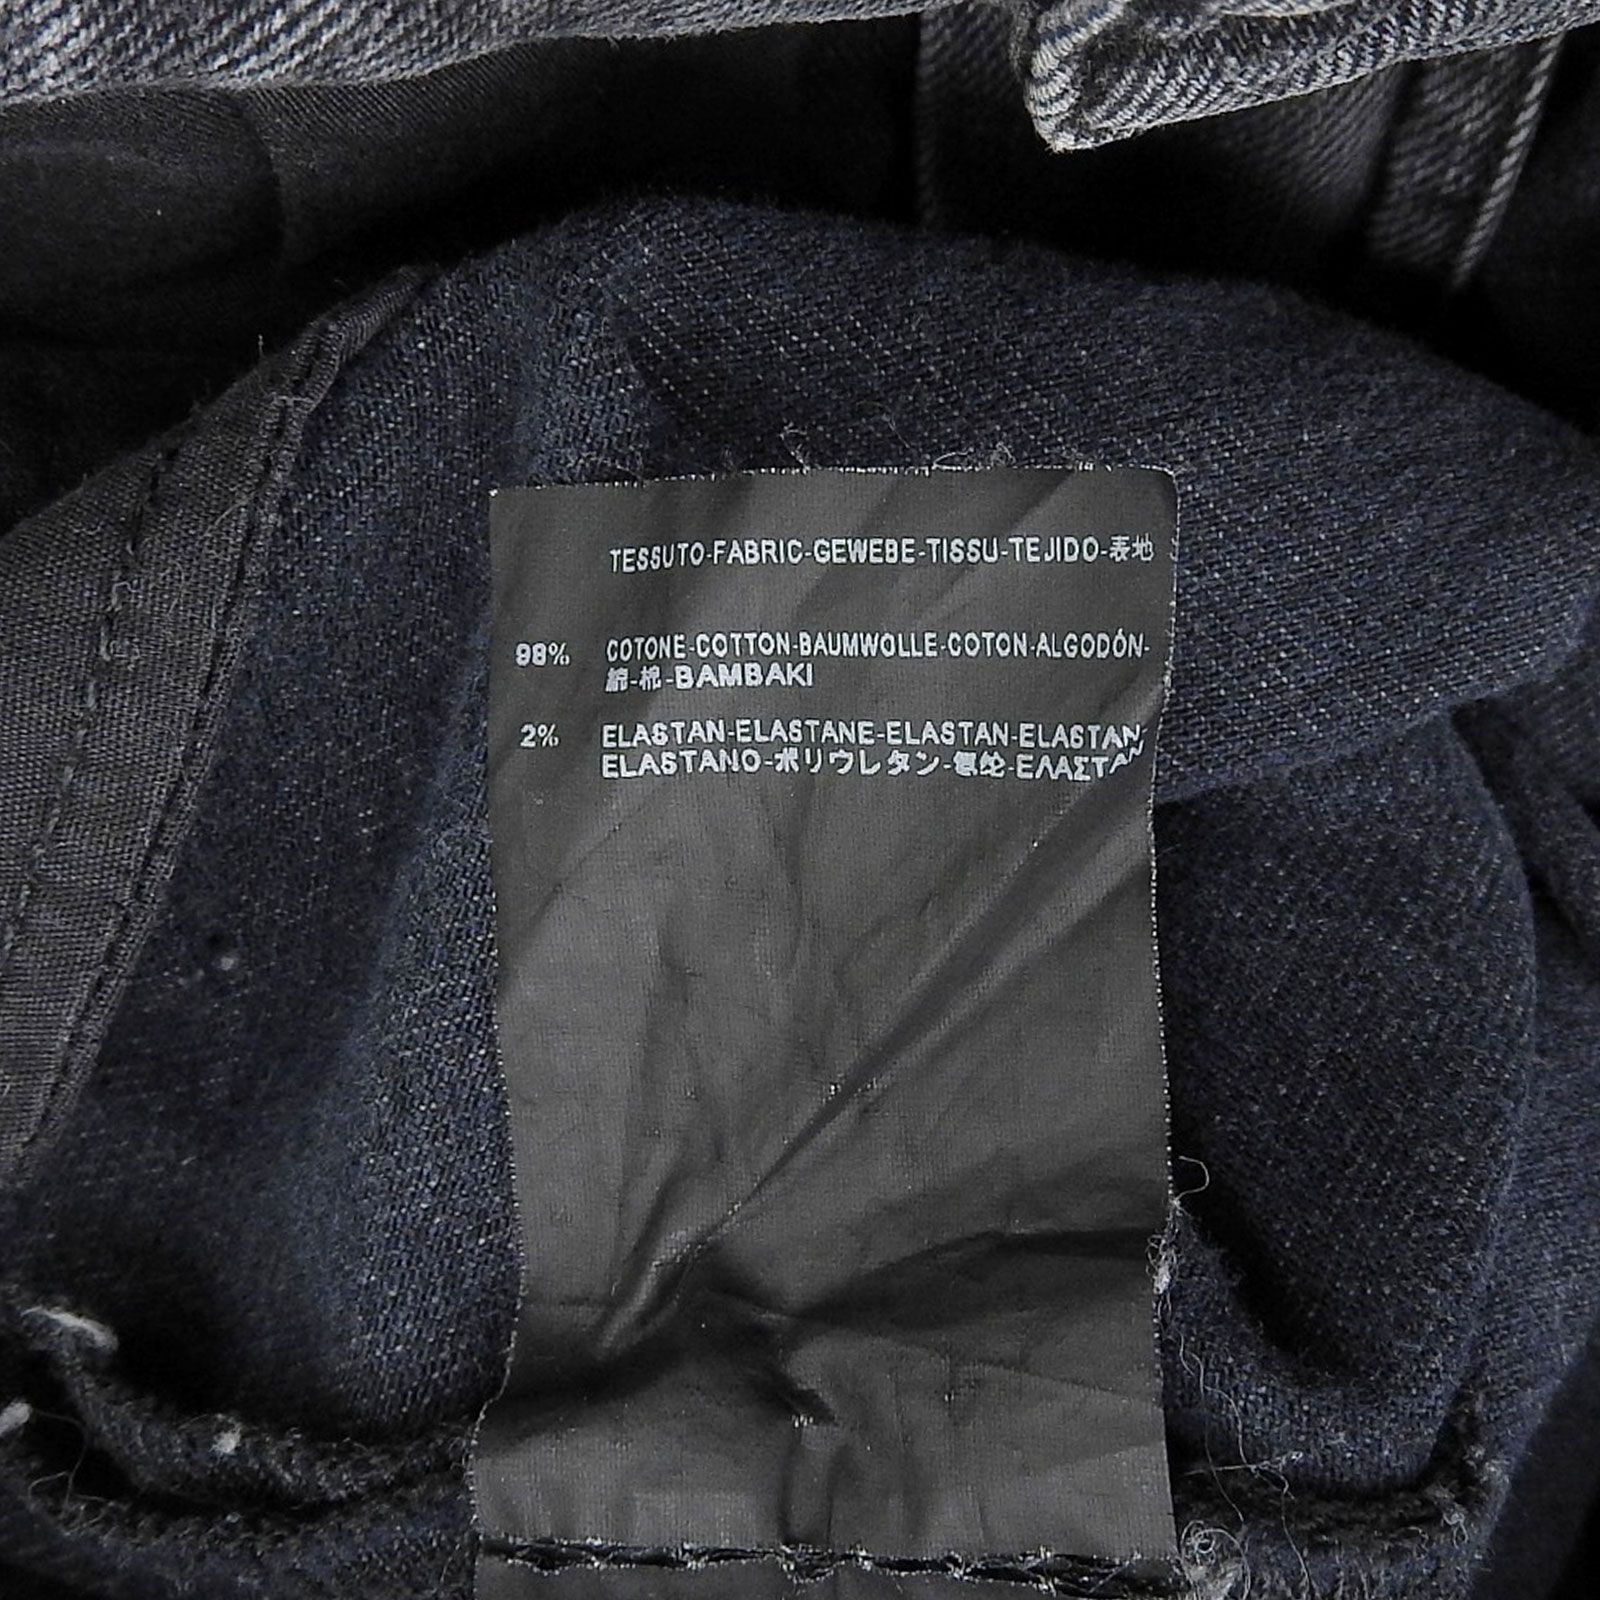 TESSUTO-FABRIC-GEWEBE-TISSU-TEJIDO-表地
98% COTONE-COTTON-BAUMWOLLE-COTON-ALGODÓN-
綿-棉-BAMBAKI
2% ELASTAN-ELASTANE-ELASTAN-ELASTAN-
ELASTANO-ポリウレタン-氨纶-ΕΛΑΣΤΑΝ